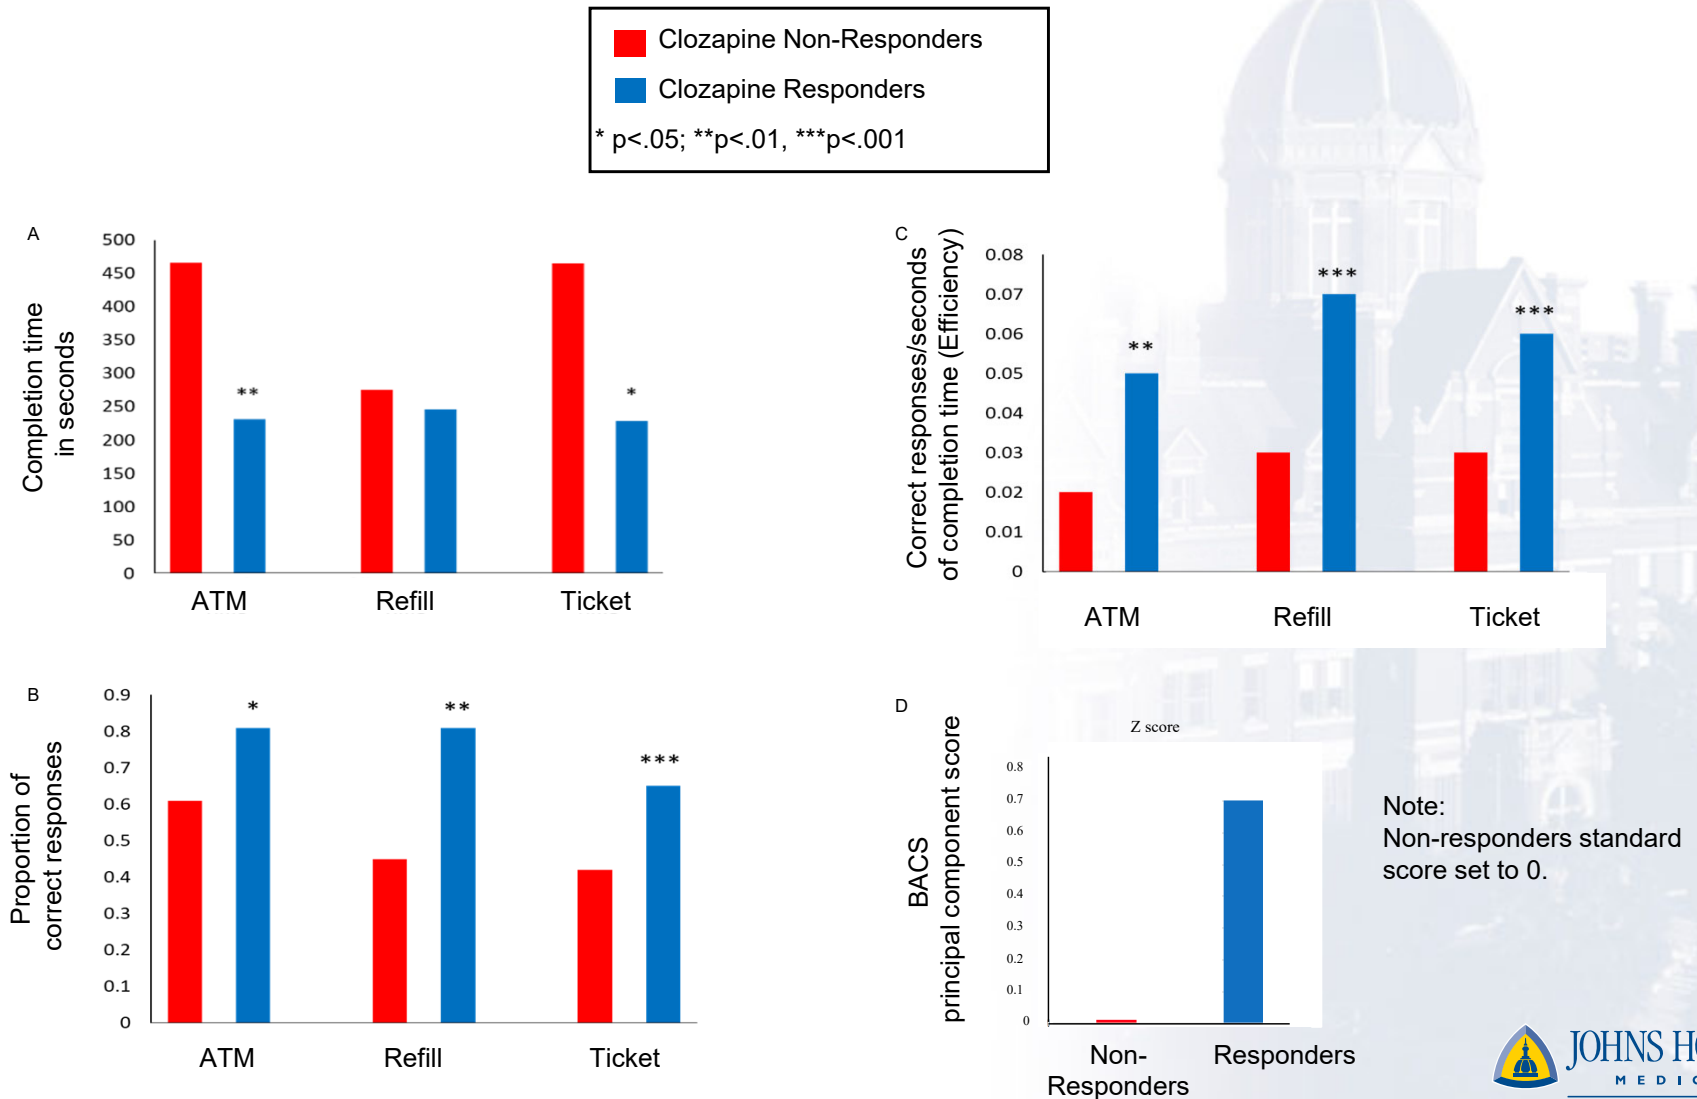 Clozapine Non-Responders
Clozapine Responders
* p<.05; **p<.01, ***p<.001
A
Completion time
in seconds
500
450
400
350
300
250
200
150
100
50
0
**
*
ATM Refill Ticket
C
Correct responses/seconds
of completion time (Efficiency)
0.08
0.07
0.06
0.05
0.04
0.03
0.02
0.01
0
**
***
***
ATM Refill Ticket
B
Proportion of
correct responses
0.9
0.8
0.7
0.6
0.5
0.4
0.3
0.2
0.1
0
*
**
***
ATM Refill Ticket
D
BACS
principal component score
Z score
0.8
0.7
0.6
0.5
0.4
0.3
0.2
0.1
0
Non-
Responders
Responders
Note:
Non-responders standard
score set to 0.
JOHNS